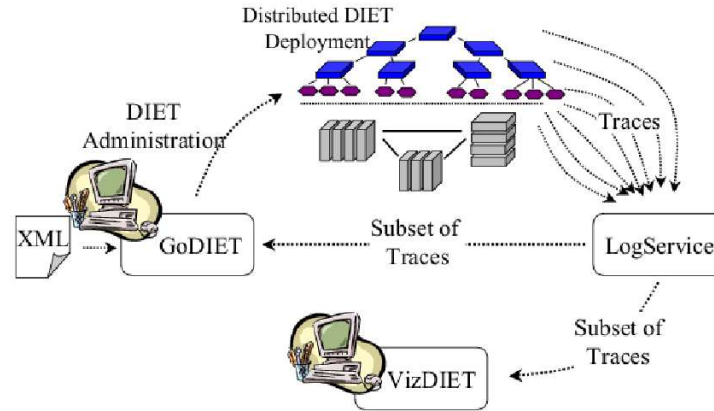 Distributed DIET
Deployment
DIET
Administration
Traces
XML
GoDIET
Subset of
Traces
LogService
Subset of
Traces
VizDIET